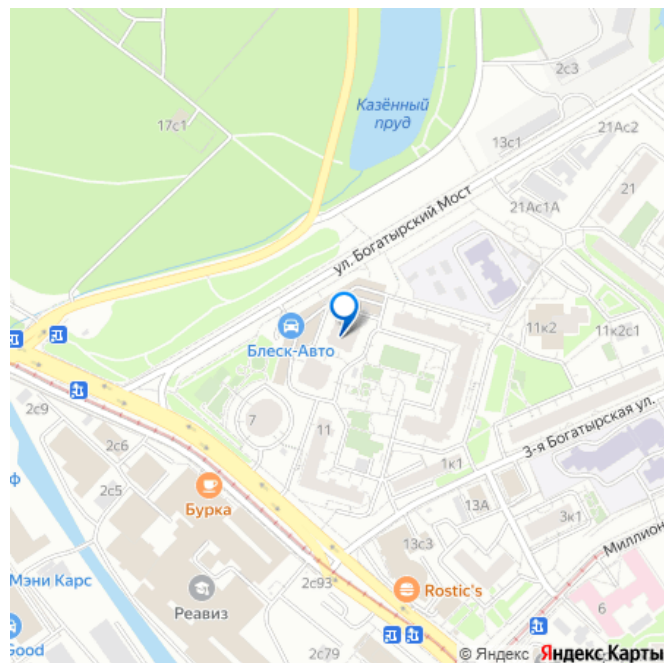 2с3
Казённый
пруд
17с1
13с1
21Ас2
21
21Ас1А
ул. Богатырский Мост
11к2
11к2с1
Блеск-Авто
2с9
7
11
3-я Богатырская ул.
2с6
1к1
2с5
ф
Бурка
13А
3к1
13с3
Миллион
Мэни Карс
2с93
Реавиз
Rostic's
6
Good
2с79
© Яндекс Яндекс Карты